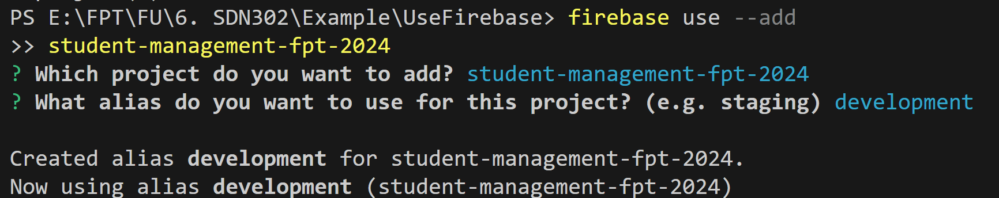 PS E:\FPT\FU\6. SDN302\Example\UseFirebase> firebase use --add
>> student-management-fpt-2024
? Which project do you want to add? student-management-fpt-2024
? What alias do you want to use for this project? (e.g. staging) development
Created alias development for student-management-fpt-2024.
Now using alias development (student-management-fpt-2024)